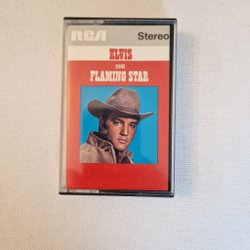 RCA Stereo
ELVIS
SINGS
FLAMING STAR